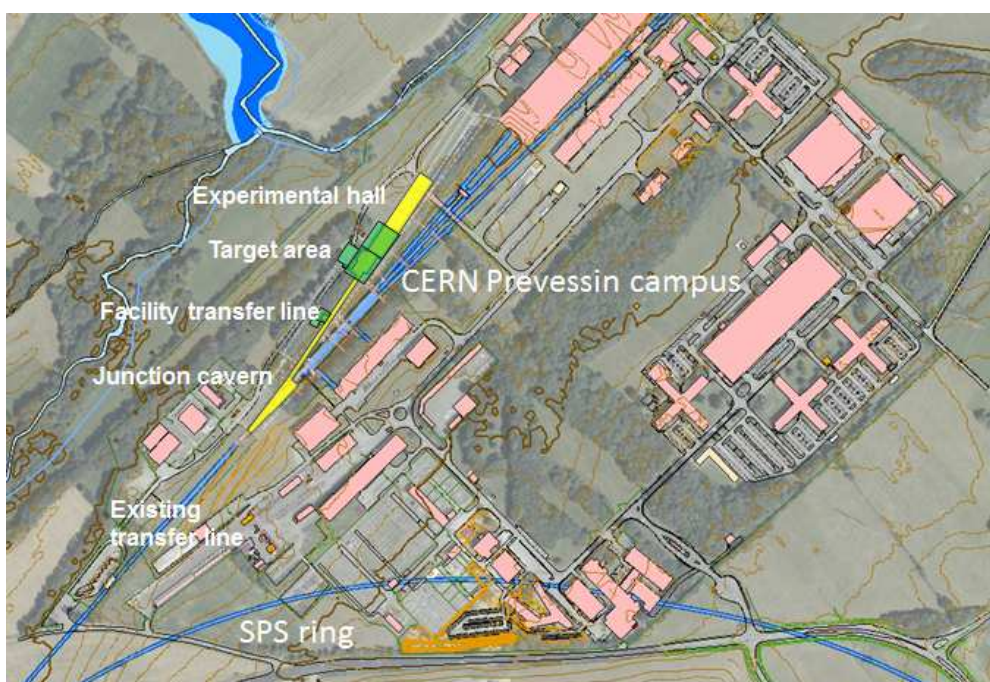 Experimental hall
Target area
CERN Prevessin campus
Facility transfer line
Junction cavern
Existing
transfer line
SPS ring